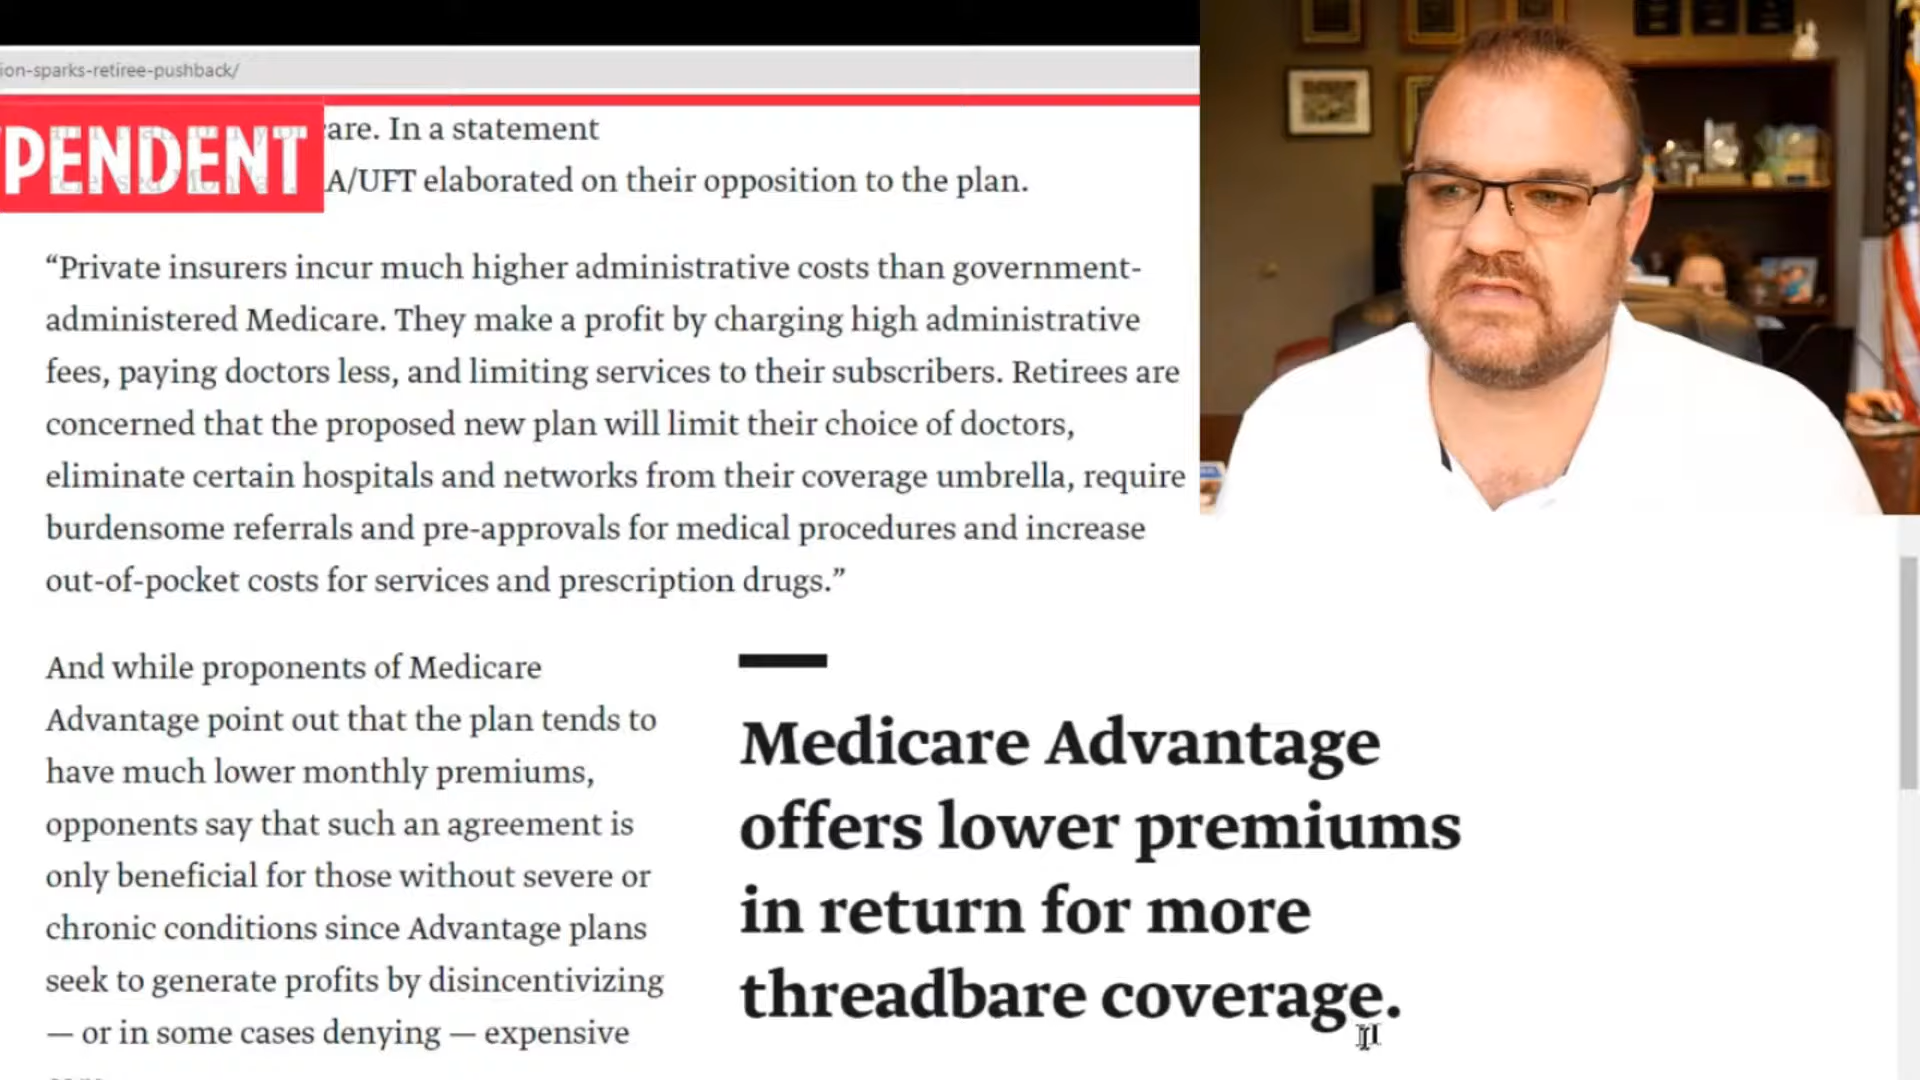 ion-sparks-retiree-pushback/
PENDENT
are. In a statement
A/UFT elaborated on their opposition to the plan.
“Private insurers incur much higher administrative costs than government-
administered Medicare. They make a profit by charging high administrative
fees, paying doctors less, and limiting services to their subscribers. Retirees are
concerned that the proposed new plan will limit their choice of doctors,
eliminate certain hospitals and networks from their coverage umbrella, require
burdensome referrals and pre-approvals for medical procedures and increase
out-of-pocket costs for services and prescription drugs.”
And while proponents of Medicare
Advantage point out that the plan tends to
have much lower monthly premiums,
opponents say that such an agreement is
only beneficial for those without severe or
chronic conditions since Advantage plans
seek to generate profits by disincentivizing
— or in some cases denying — expensive
Medicare Advantage
offers lower premiums
in return for more
threadbare coverage.